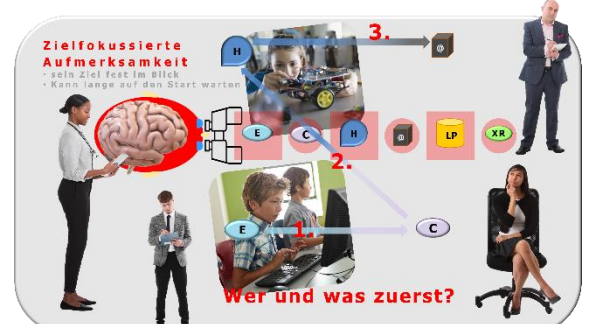 Zielfokussierte
Aufmerksamkeit
• sein Ziel fest im Blick
• Kann lange auf den Start warten
H
3.
@
E
C
H
@
LP
XR
2.
E
1.
C
Wer und was zuerst?